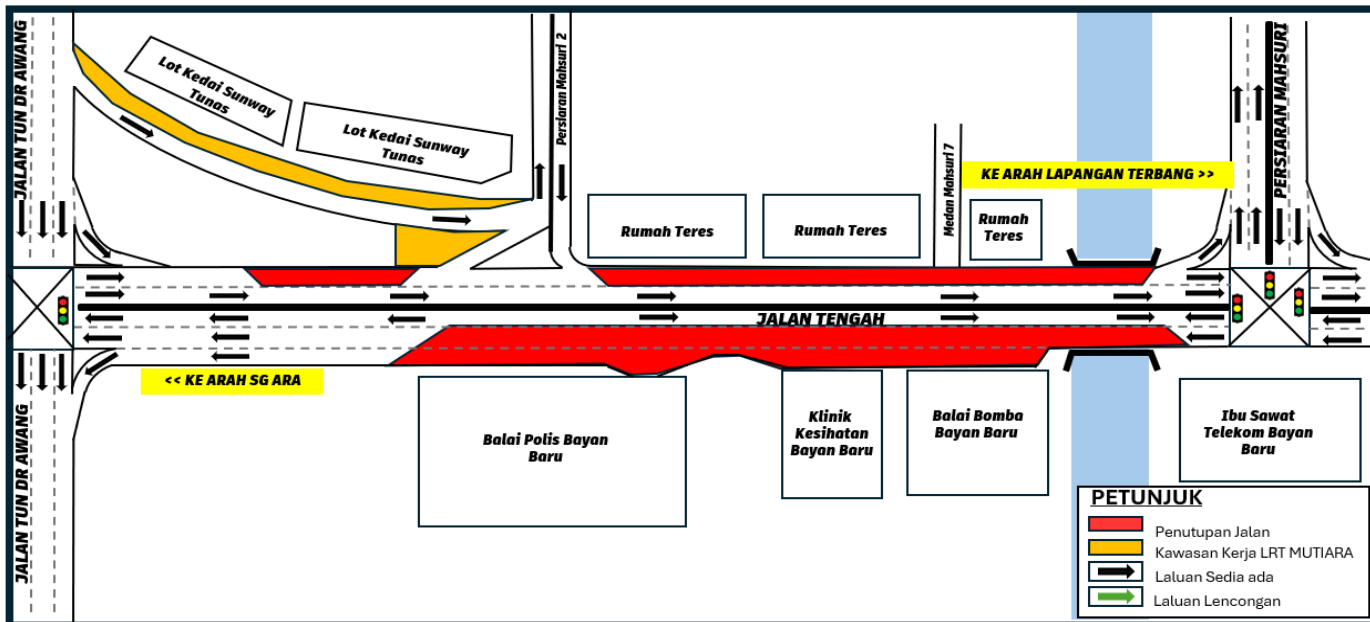 JALAN TUN DR AWANG
Lot Kedai Sunway
Tunas
Lot Kedai Sunway
Tunas
Persiaran Mahsuri 2
Medan Mahsuri 7
KE ARAH LAPANGAN TERBANG >>
PERSIARAN MAHSURI
Rumah Teres
Rumah Teres
Rumah
Teres
JALAN TENGAH
<< KE ARAH SG ARA
JALAN TUN DR AWANG
Balai Polis Bayan
Baru
Klinik
Kesihatan
Bayan Baru
Balai Bomba
Bayan Baru
Ibu Sawat
Telekom Bayan
Baru
PETUNJUK
Penutupan Jalan
Kawasan Kerja LRT MUTIARA
Laluan Sedia ada
Laluan Lencongan